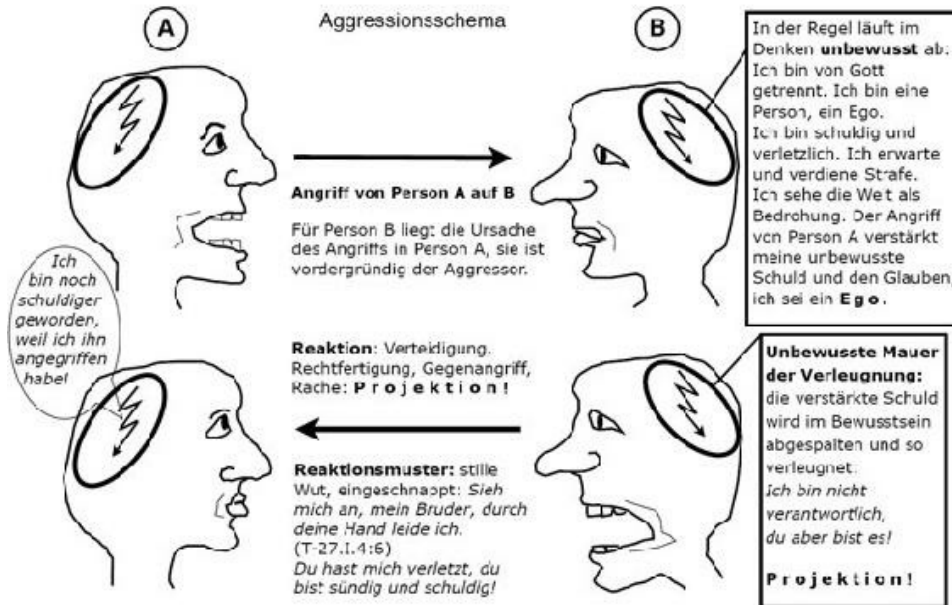 Aggressionsschema
A
B
Angriff von Person A auf B
Für Person B liegt die Ursache
des Angriffs in Person A, sie ist
vordergründig der Aggressor.
In der Regel läuft im
Denken unbewusst ab:
Ich bin von Gott
getrennt. Ich bin eine
Person, ein Ego.
Ich bin schuldig und
verletzlich. Ich erwarte
und verdiene Strafe.
Ich sehe die Welt als
Bedrohung. Der Angriff
von Person A verstärkt
meine unbewusste
Schuld und den Glauben,
ich sei ein Ego.
Ich
bin noch
schuldiger
geworden,
weil ich ihn
angegriffen
habe!
Reaktion: Verteidigung.
Rechtfertigung, Gegenangriff,
Rache: Projektion!
Reaktionsmuster: stille
Wut, eingeschnappt: Sieh
mich an, mein Bruder, durch
deine Hand leide ich.
(T-27.I.4:6)
Du hast mich verletzt, du
bist sündig und schuldig!
Unbewusste Mauer
der Verleugnung:
die verstärkte Schuld
wird im Bewusstsein
abgespalten und so
verleugnet:
Ich bin nicht
verantwortlich,
du aber bist es!
Projektion!